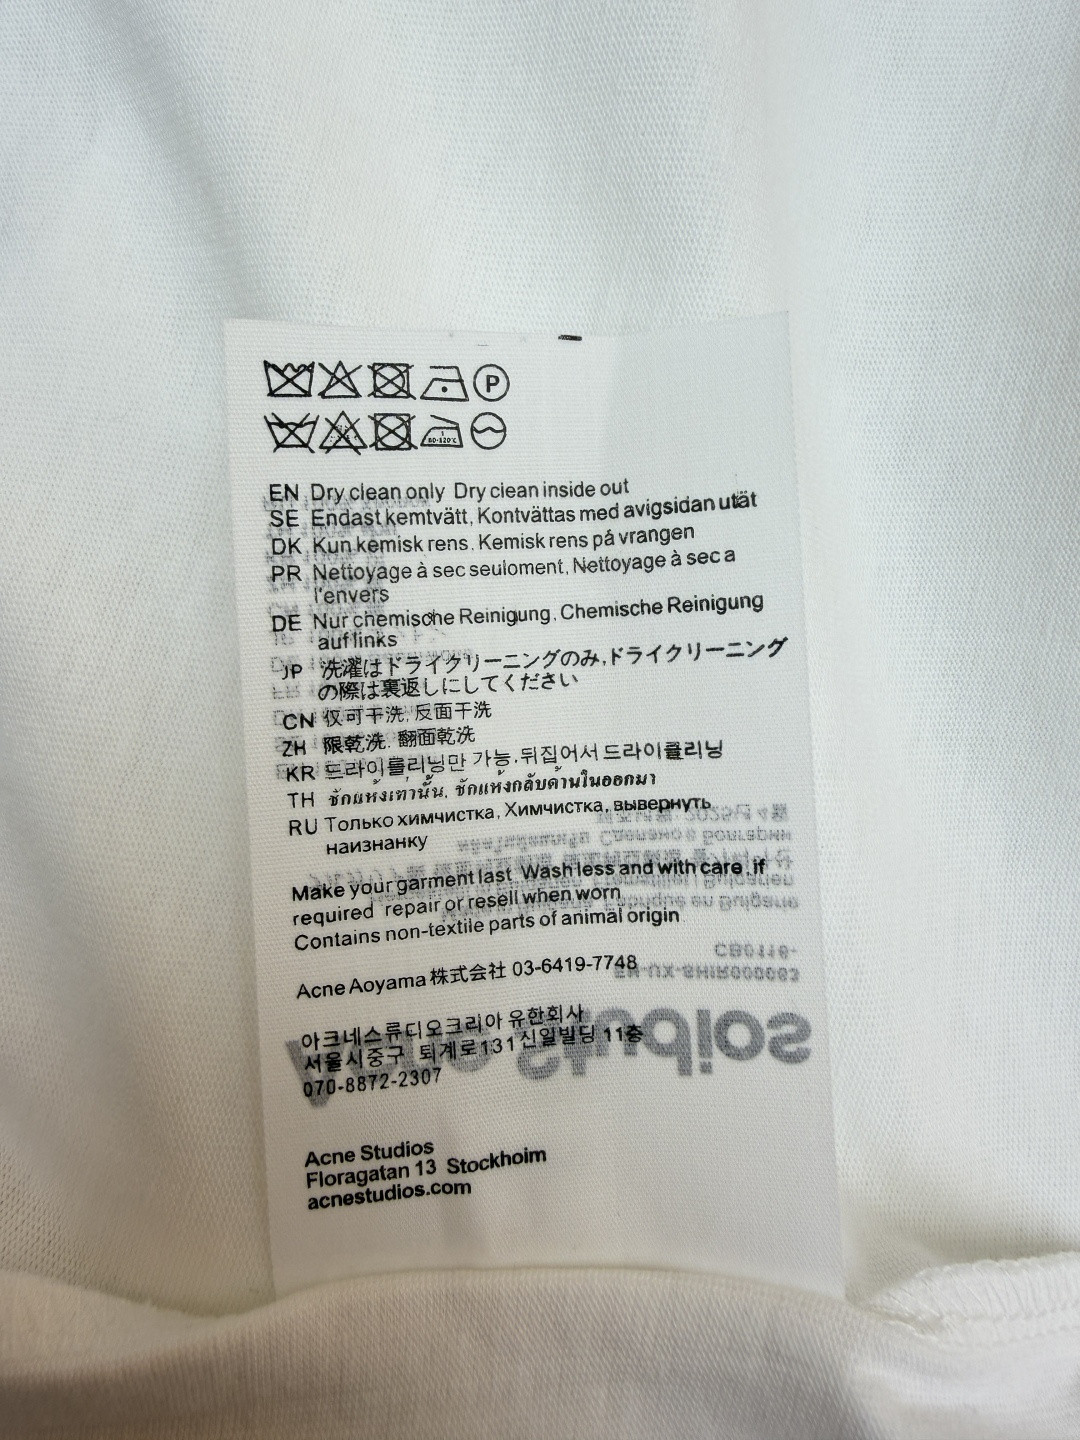 P
1
80-120℃
EN Dry clean only Dry clean inside out
SE Endast kemtvätt, Kontvättas med avigsidan utät
DK Kun kemisk rens. Kemisk rens på vrangen
PR Nettoyage à sec seuloment, Nettoyage à sec a
l'envers
DE Nur chemische Reinigung, Chemische Reinigung
auf links
JP 洗濯はドライクリーニングのみ,ドライクリーニング
の際は裏返しにしてください
CN 仅可干洗, 反面干洗
ZH 限乾洗, 翻面乾洗
KR 드라이클리닝만 가능.뒤집어서 드라이클리닝
TH ซักแห้งเท่านั้น, ซักแห้งกลับด้านในออกมา
RU Только химчистка, Химчистка, вывернуть
наизнанку
Make your garment last Wash less and with care. if
required repair or resell when worn
Contains non-textile parts of animal origin
Acne Aoyama 株式会社 03-6419-7748
아크네스튜디오크리아 유한회사
서울시중구 퇴계로131 신일빌딩 11층
070-8872-2307
Acne Studios
Floragatan 13 Stockhoim
acnestudios.com